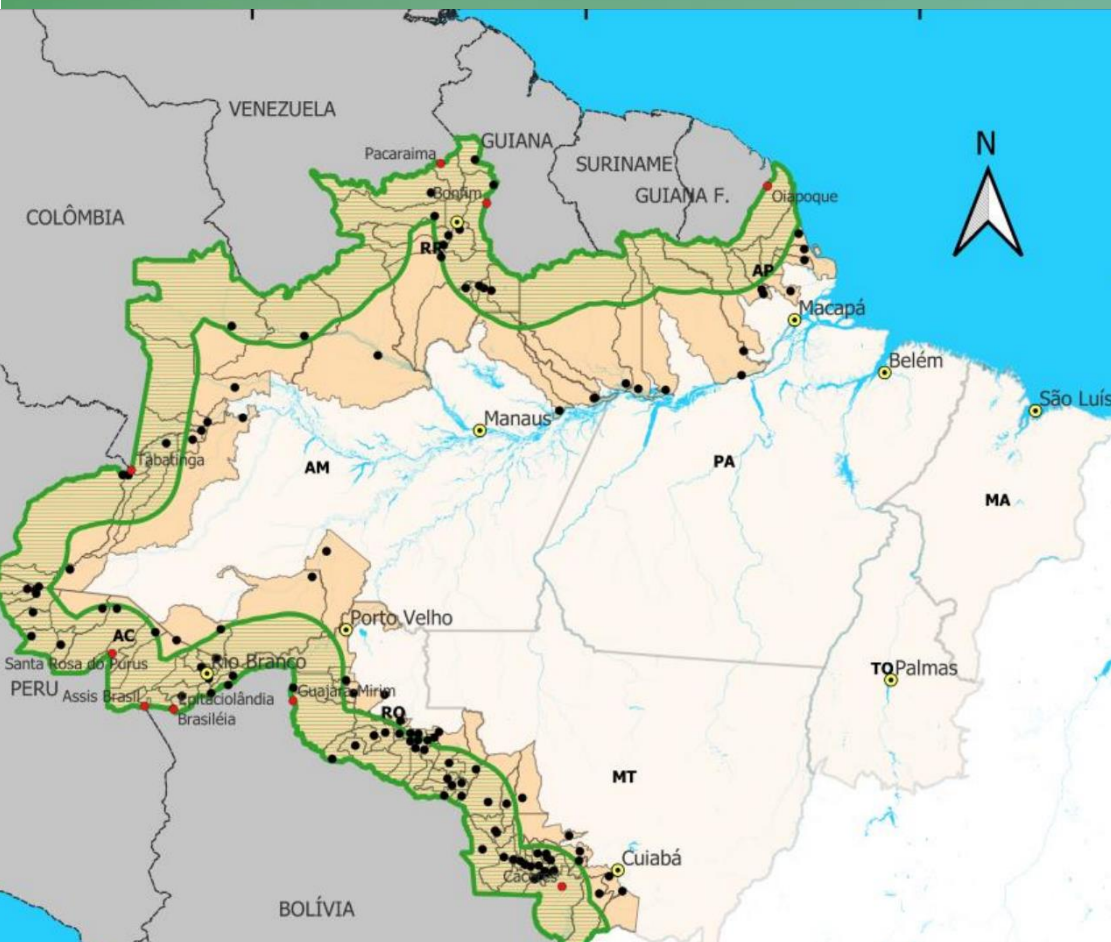 N
VENEZUELA
GUIANA
Pacaraima
SURINAME
Bonfim
GUIANA F.
Oiapoque
COLÔMBIA
RR
AP
Macapá
Belém
São Luís
Manaus
Tabatinga
AM
PA
MA
Porto Velho
AC
Santa Rosa do Purus
Rio Branco
TO
Palmas
PERU
Assis Brasil
Epitaciolândia
Guajará-Mirim
Brasiléia
RO
MT
Cuiabá
Cáceres
BOLÍVIA